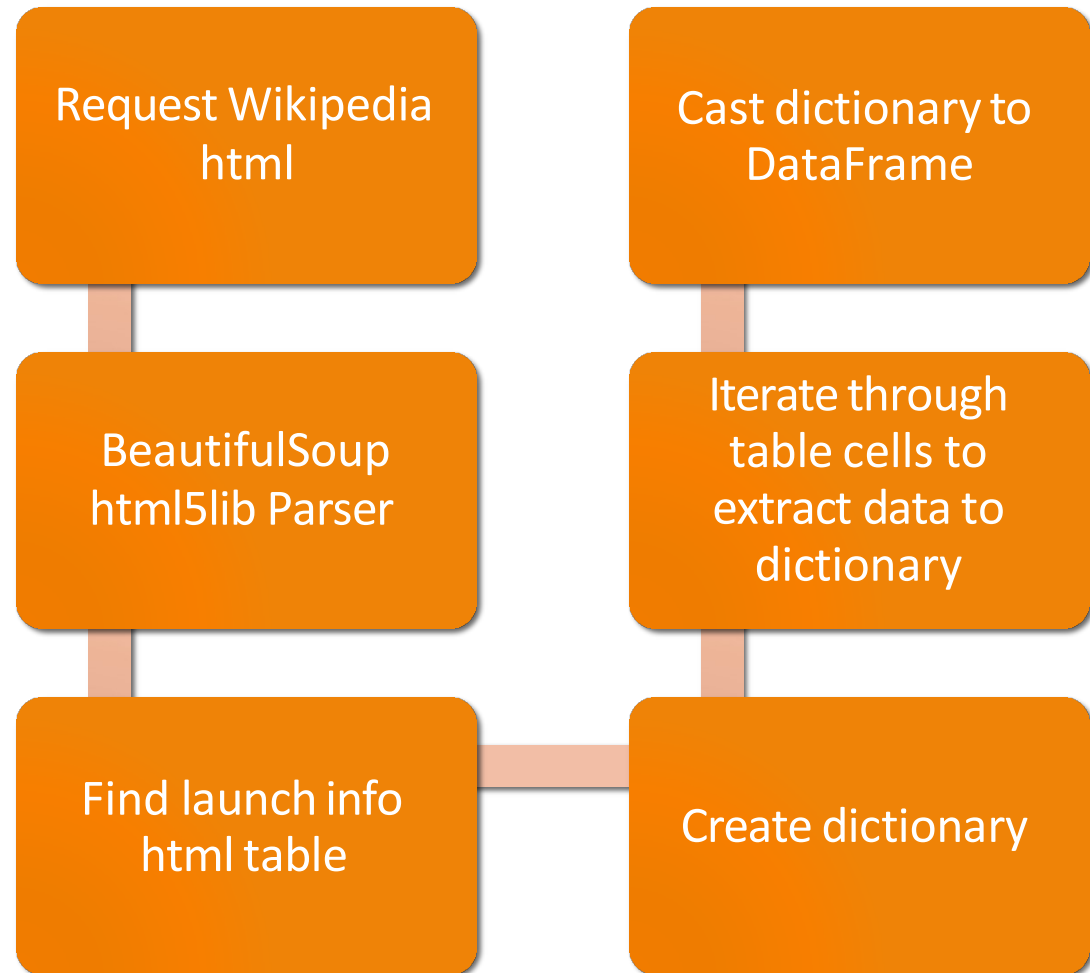 Request Wikipedia
html
BeautifulSoup
html5lib Parser
Find launch info
html table
Create dictionary
Iterate through
table cells to
extract data to
dictionary
Cast dictionary to
DataFrame